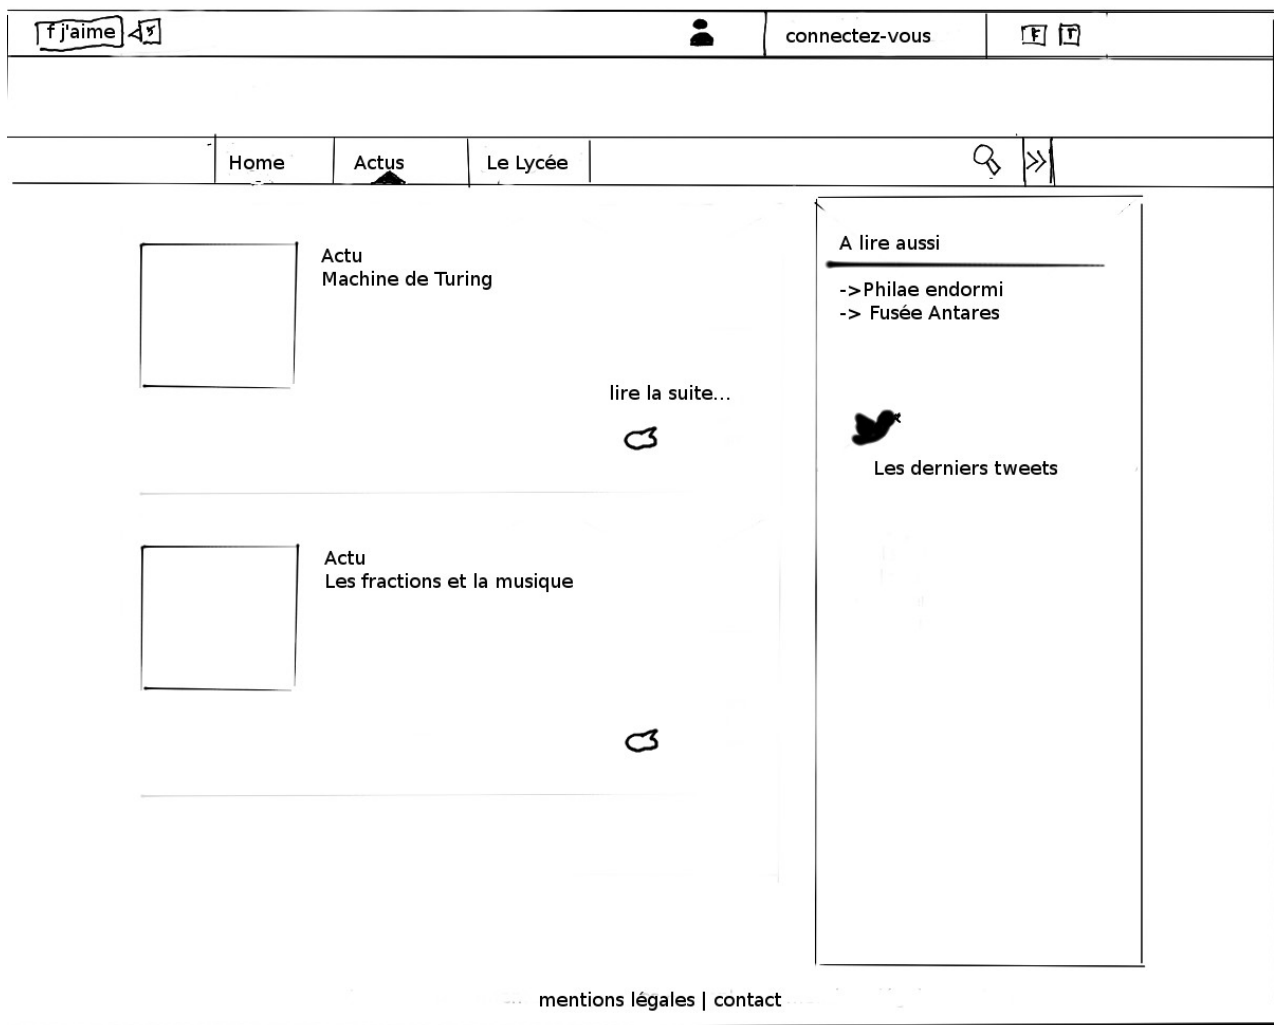 f j'aime 5
connectez-vous
F T
Home Actus Le Lycée
A lire aussi
->Philae endormi
-> Fusée Antares
Actu
Machine de Turing
lire la suite...
Les derniers tweets
Actu
Les fractions et la musique
mentions légales | contact